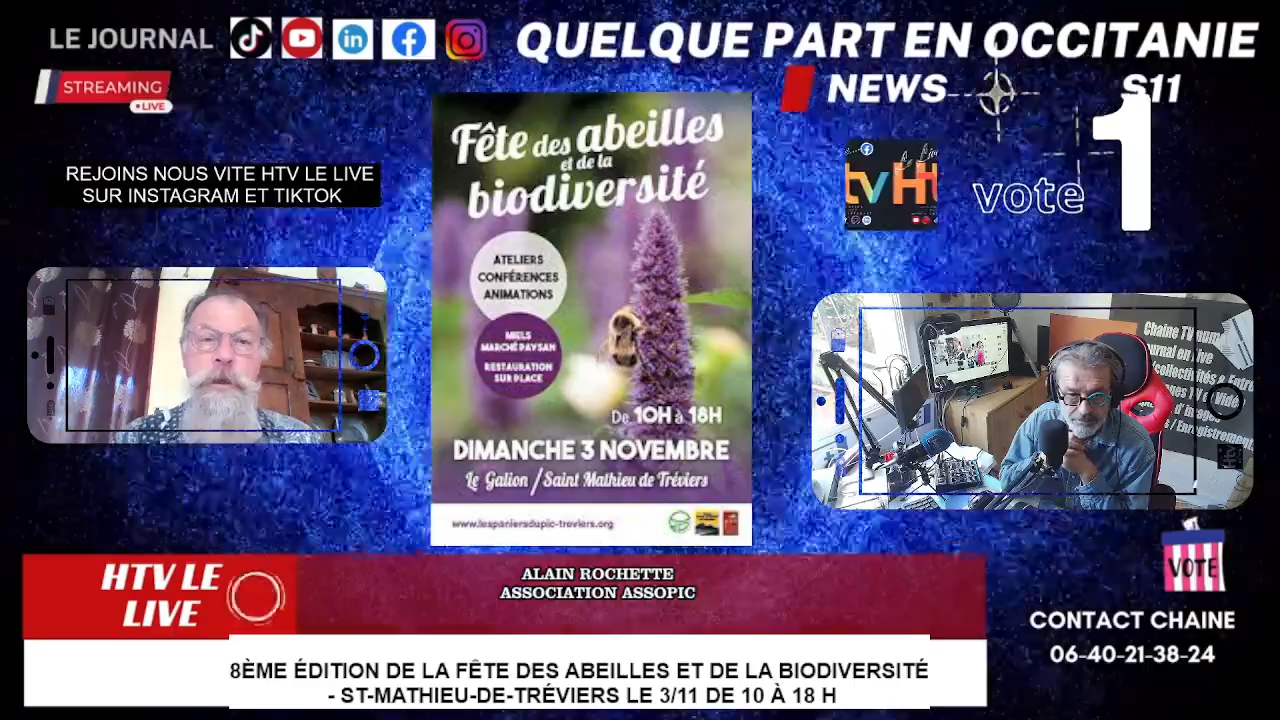 LE JOURNAL
QUELQUE PART EN OCCITANIE
STREAMING
LIVE
NEWS
S11
REJOINS NOUS VITE HTV LE LIVE
SUR INSTAGRAM ET TIKTOK
vote
1
Fête des abeilles
et de la
biodiversité
ATELIERS
CONFÉRENCES
ANIMATIONS
MIELS
MARCHÉ PAYSAN
RESTAURATION
SUR PLACE
De 10H à 18H
DIMANCHE 3 NOVEMBRE
Le Galion / Saint Mathieu de Tréviers
www.lespaniersdupic-treviers.org
Chaîne TV
HTV LE
LIVE
ALAIN ROCHETTE
ASSOCIATION ASSOPIC
VOTE
CONTACT CHAINE
06-40-21-38-24
8ÈME ÉDITION DE LA FÊTE DES ABEILLES ET DE LA BIODIVERSITÉ
- ST-MATHIEU-DE-TRÉVIERS LE 3/11 DE 10 À 18 H